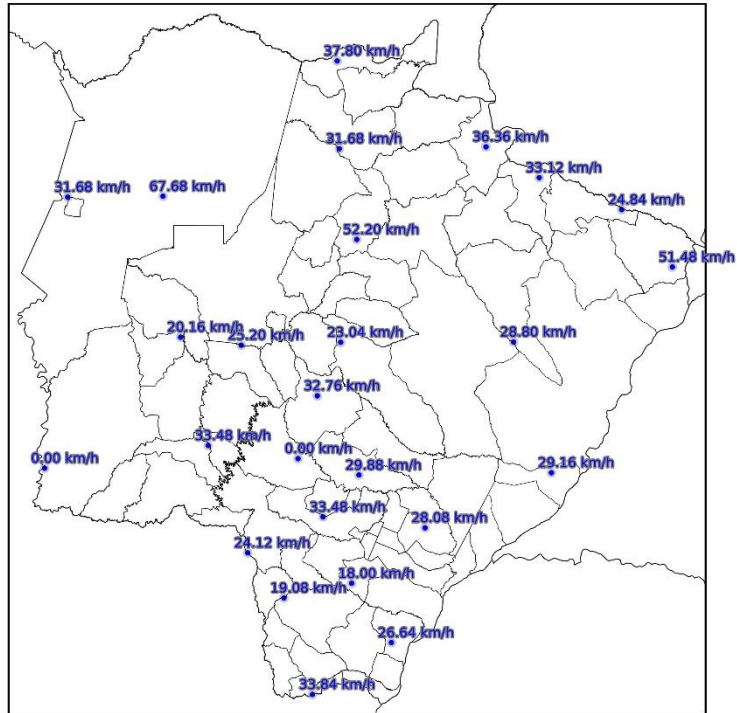 37.80 km/h
31.68 km/h
36.36 km/h
33.12 km/h
31.68 km/h
67.68 km/h
24.84 km/h
52.20 km/h
51.48 km/h
20.16 km/h
25.20 km/h
23.04 km/h
28.80 km/h
32.76 km/h
33.48 km/h
0.00 km/h
0.00 km/h
29.88 km/h
29.16 km/h
33.48 km/h
28.08 km/h
24.12 km/h
18.00 km/h
19.08 km/h
26.64 km/h
33.84 km/h